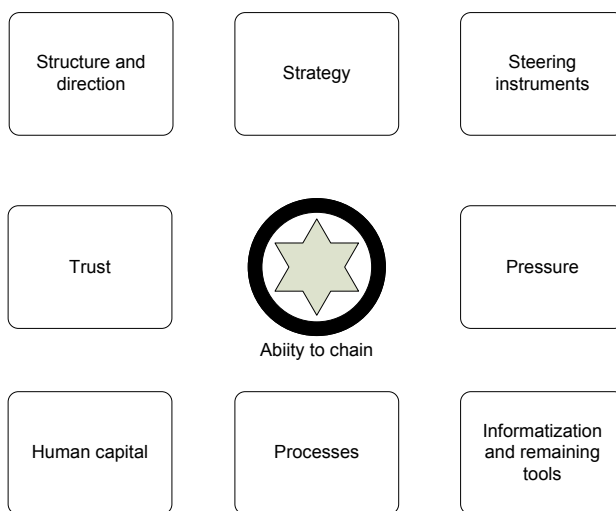 Structure and
direction
Strategy
Steering
instruments
Trust
Pressure
Abiity to chain
Human capital
Processes
Informatization
and remaining
tools